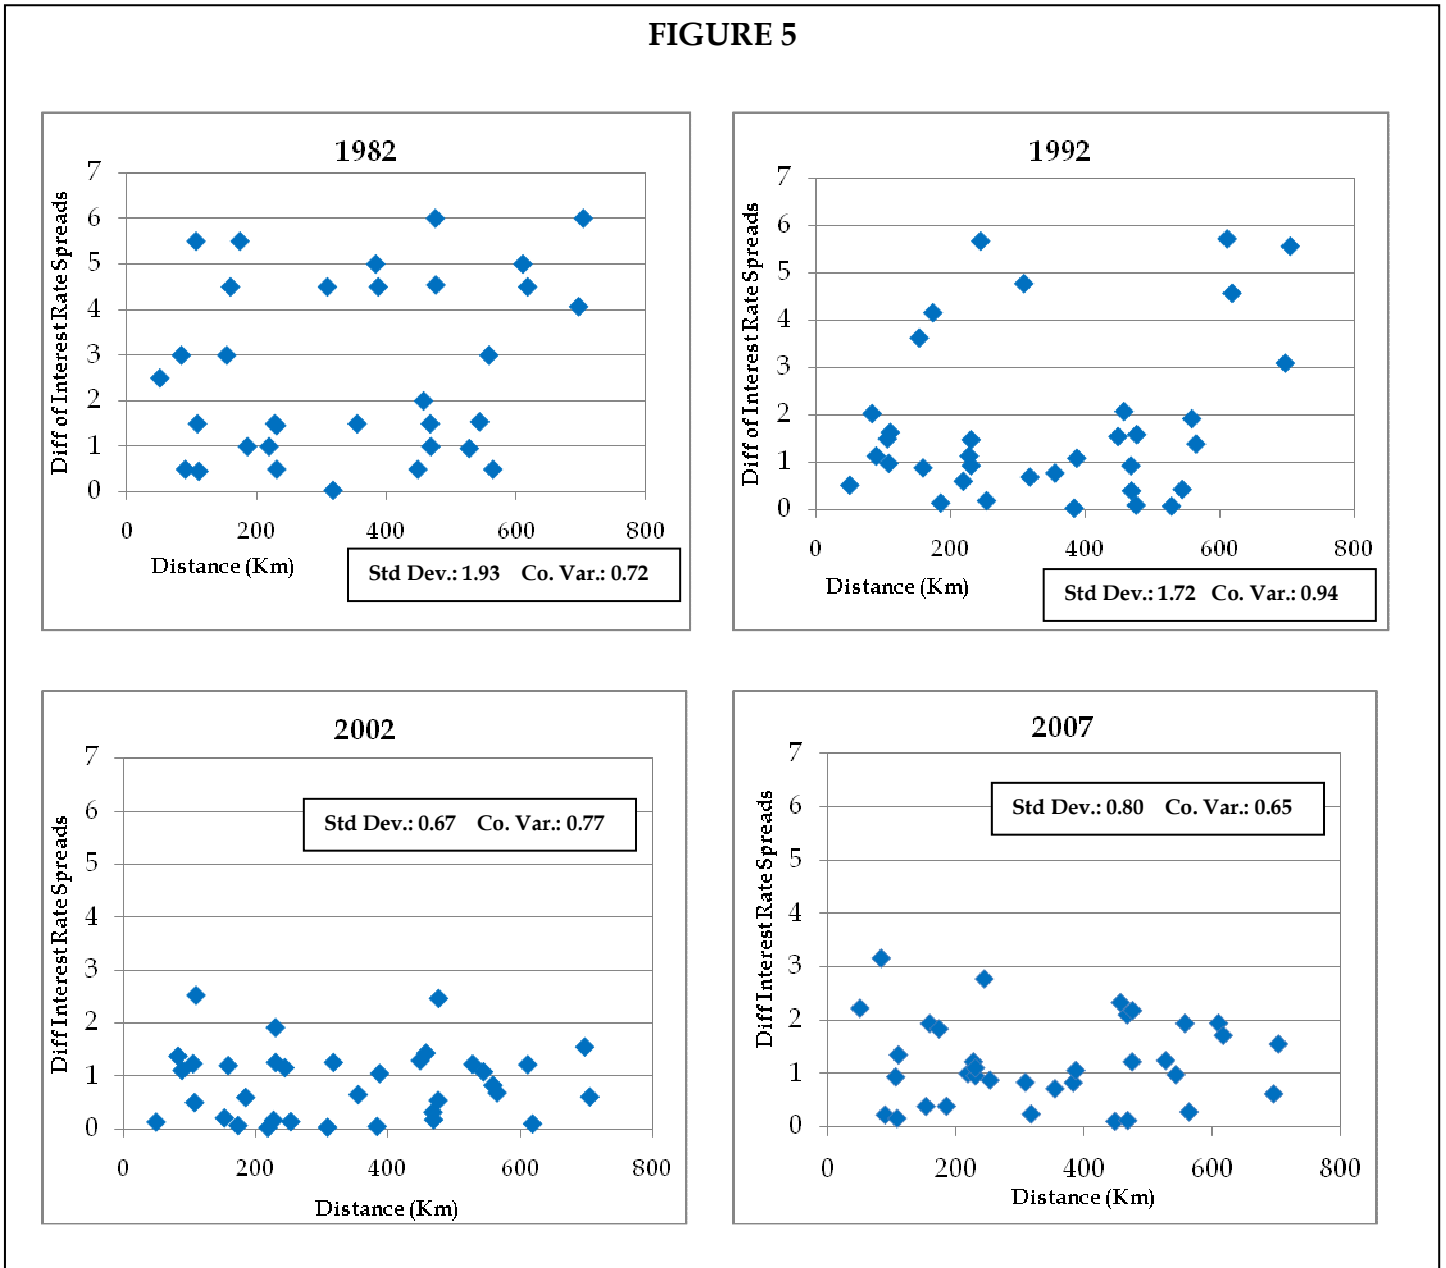 FIGURE 5
1982
7
6
5
4
3
2
1
0
Diff of Interest Rate Spreads
0 200 400 600 800
Distance (Km)
Std Dev.: 1.93 Co. Var.: 0.72
1992
7
6
5
4
3
2
1
0
Diff of Interest Rate Spreads
0 200 400 600 800
Distance (Km)
Std Dev.: 1.72 Co. Var.: 0.94
2002
7
6
5
4
3
2
1
0
Diff Interest Rate Spreads
Std Dev.: 0.67 Co. Var.: 0.77
0 200 400 600 800
Distance (Km)
2007
7
6
5
4
3
2
1
0
Diff Interest Rate Spreads
Std Dev.: 0.80 Co. Var.: 0.65
0 200 400 600 800
Distance (Km)